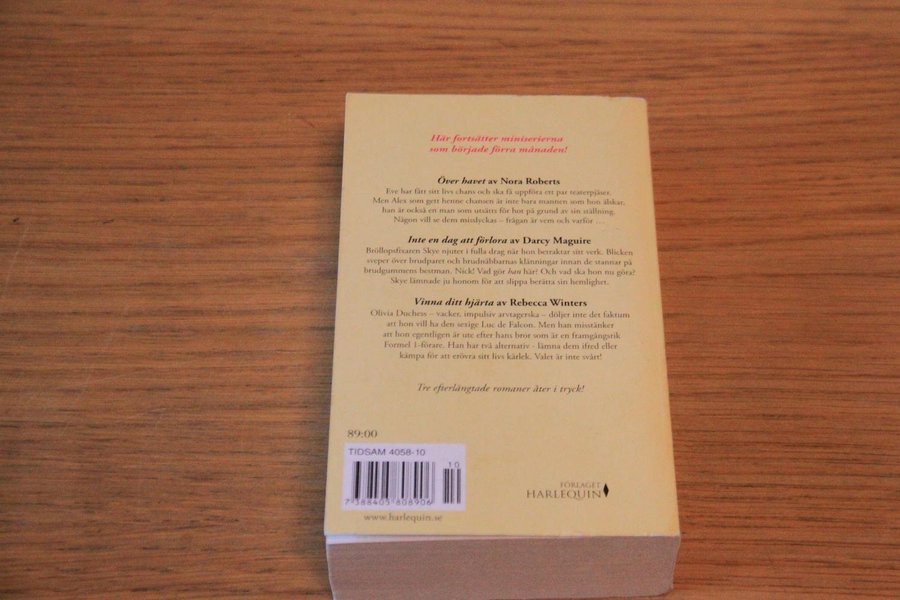 Här fortsätter miniserierna
som började förra månaden!
Över havet av Nora Roberts
Eve har fått sitt livs chans och ska få uppföra ett par teaterpjäser.
Men Alex som gett henne chansen är inte bara mannen som hon älskar,
han är också en man som utsätts för hot på grund av sin ställning.
Någon vill se dem misslyckas – frågan är vem och varför …
Inte en dag att förlora av Darcy Maguire
Bröllopsfixaren Skye njuter i fulla drag när hon betraktar sitt verk. Blicken
sveper över brudparet och brudnäbbarnas klänningar innan de stannar på
brudgummens bestman. Nick! Vad gör han här? Och vad ska hon nu göra?
Skye lämnade ju honom för att slippa berätta sin hemlighet.
Vinna ditt hjärta av Rebecca Winters
Olivia Duchess – vacker, impulsiv arvtagerska – döljer inte det faktum
att hon vill ha den sexige Luc de Falcon. Men han misstänker
att hon egentligen är ute efter hans bror som är en framgångsrik
Formel 1-förare. Han har två alternativ - lämna dem ifred eller
kämpa för att erövra sitt livs kärlek. Valet är inte svårt!
Tre efterlängtade romaner åter i tryck!
89:00
TIDSAM 4058-10
10
7388405808906
www.harlequin.se
FÖRLAGET
HARLEQUIN